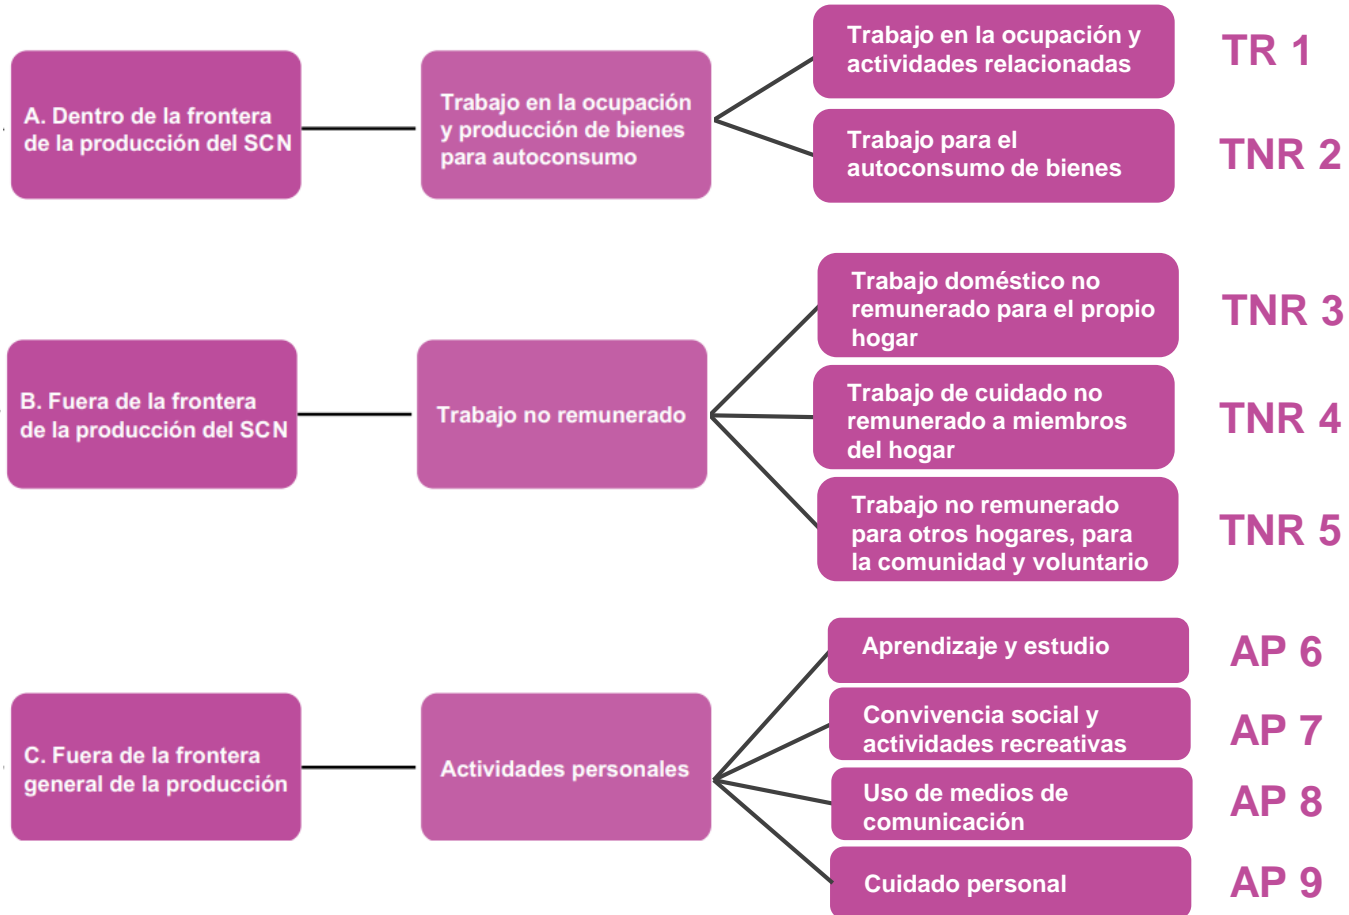 A. Dentro de la frontera
de la producción del SCN
Trabajo en la ocupación
y producción de bienes
para autoconsumo
Trabajo en la ocupación y
actividades relacionadas
TR 1
Trabajo para el
autoconsumo de bienes
TNR 2
B. Fuera de la frontera
de la producción del SCN
Trabajo no remunerado
Trabajo doméstico no
remunerado para el propio
hogar
TNR 3
Trabajo de cuidado no
remunerado a miembros
del hogar
TNR 4
Trabajo no remunerado
para otros hogares, para
la comunidad y voluntario
TNR 5
C. Fuera de la frontera
general de la producción
Actividades personales
Aprendizaje y estudio
AP 6
Convivencia social y
actividades recreativas
AP 7
Uso de medios de
comunicación
AP 8
Cuidado personal
AP 9